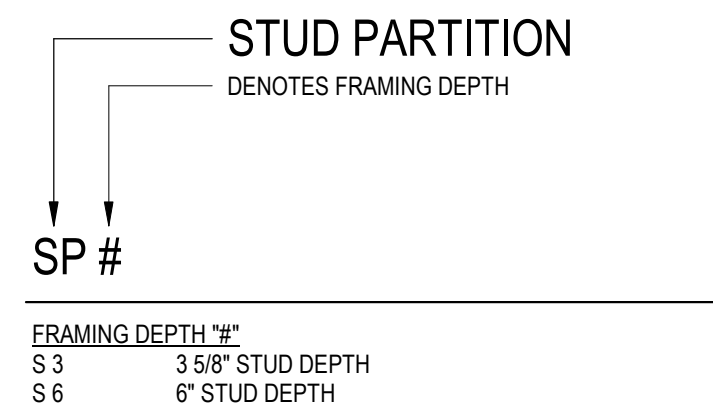 STUD PARTITION
DENOTES FRAMING DEPTH
SP #
FRAMING DEPTH "#"
S 3 3 5/8" STUD DEPTH
S 6 6" STUD DEPTH